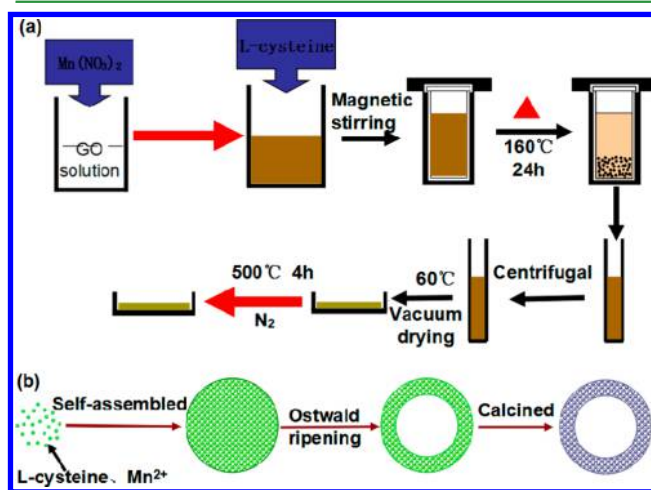 (a)
Mn(NO₃)₂
L-cysteine
GO
solution
Magnetic
stirring
160℃
24h
Centrifugal
60℃
Vacuum
drying
500℃ 4h
N₂
(b)
Self-assembled
Ostwald
ripening
Calcined
L-cysteine、Mn²⁺